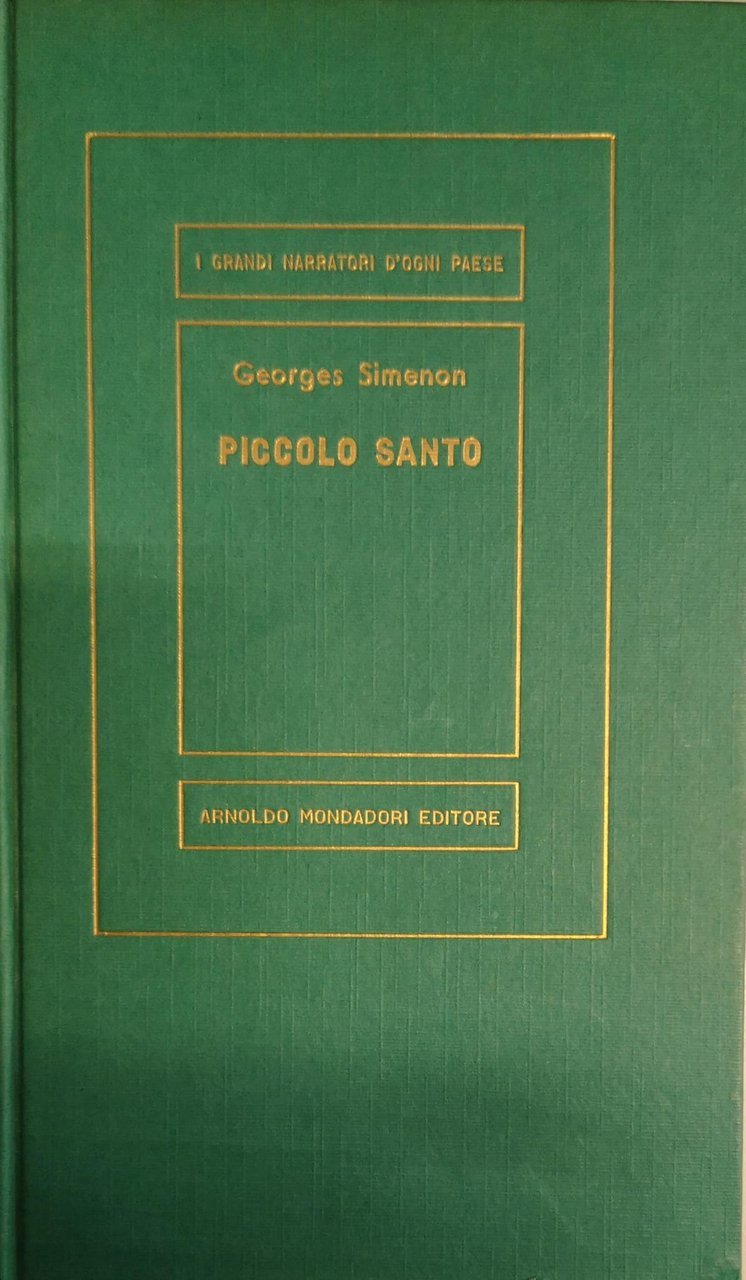 I GRANDI NARRATORI D'OGNI PAESE
Georges Simenon
PICCOLO SANTO
ARNOLDO MONDADORI EDITORE